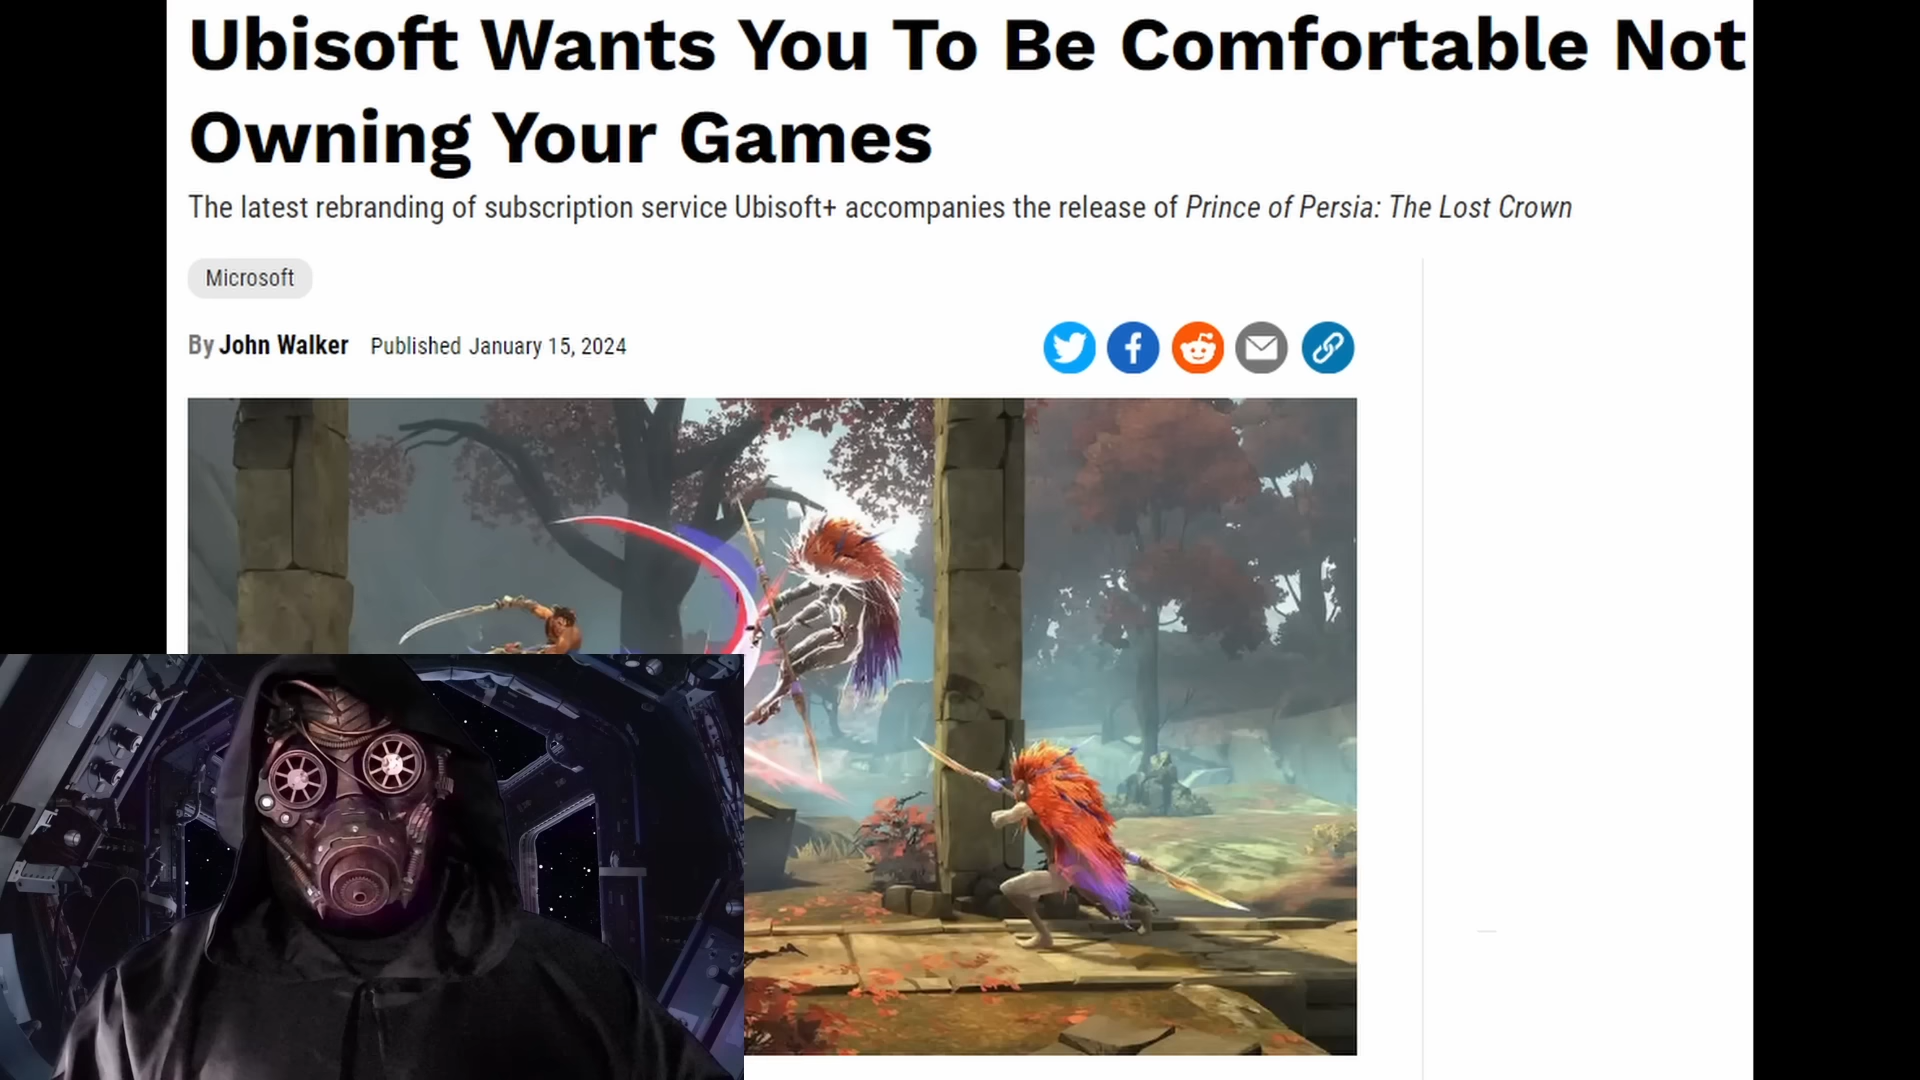 Ubisoft Wants You To Be Comfortable Not
Owning Your Games
The latest rebranding of subscription service Ubisoft+ accompanies the release of Prince of Persia: The Lost Crown
Microsoft
By John Walker Published January 15, 2024